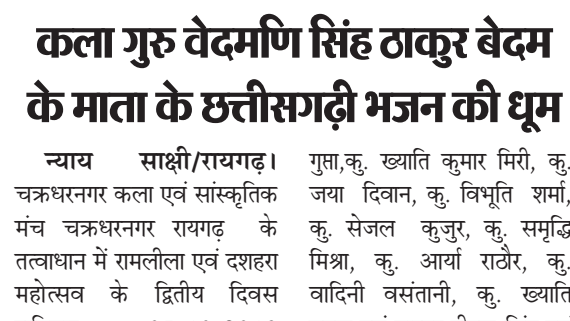 कला गुरु वेदमणि सिंह ठाकुर बेदम
के माता के छत्तीसगढ़ी भजन की धूम
न्याय साक्षी/रायगढ़।
चक्रधरनगर कला एवं सांस्कृतिक
मंच चक्रधरनगर रायगढ़ के
तत्वाधान में रामलीला एवं दशहरा
महोत्सव के द्वितीय दिवस
गुप्ता,कु. ख्याति कुमार मिरी, कु.
जया दिवान, कु. विभूति शर्मा,
कु. सेजल कुजुर, कु. समृद्धि
मिश्रा, कु. आर्या राठौर, कु.
वादिनी वसंतानी, कु. ख्याति